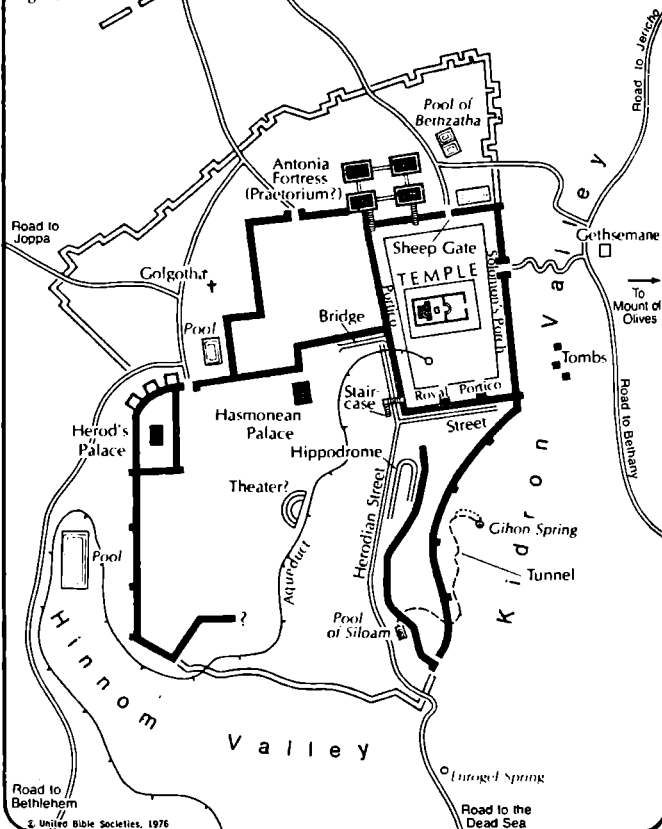 Road to Jericho
Pool of
Bethzatha
Antonia
Fortress
(Praetorium?)
Road to
Joppa
Sheep Gate
Gethsemane
Golgotha
TEMPLE
Portico
Solomon's Porch
To
Mount of
Olives
Pool
Bridge
Tombs
Stair-
case
Royal Portico
Hasmonean
Palace
Street
Herod's
Palace
Hippodrome
Road to Bethany
Theater?
Herodian Street
Gihon Spring
Aqueduct
Pool
Tunnel
Kidron Valley
?
Pool
of Siloam
Hinnom
Valley
Enrogel Spring
Road to
Bethlehem
Road to the
Dead Sea
© United Bible Societies, 1976